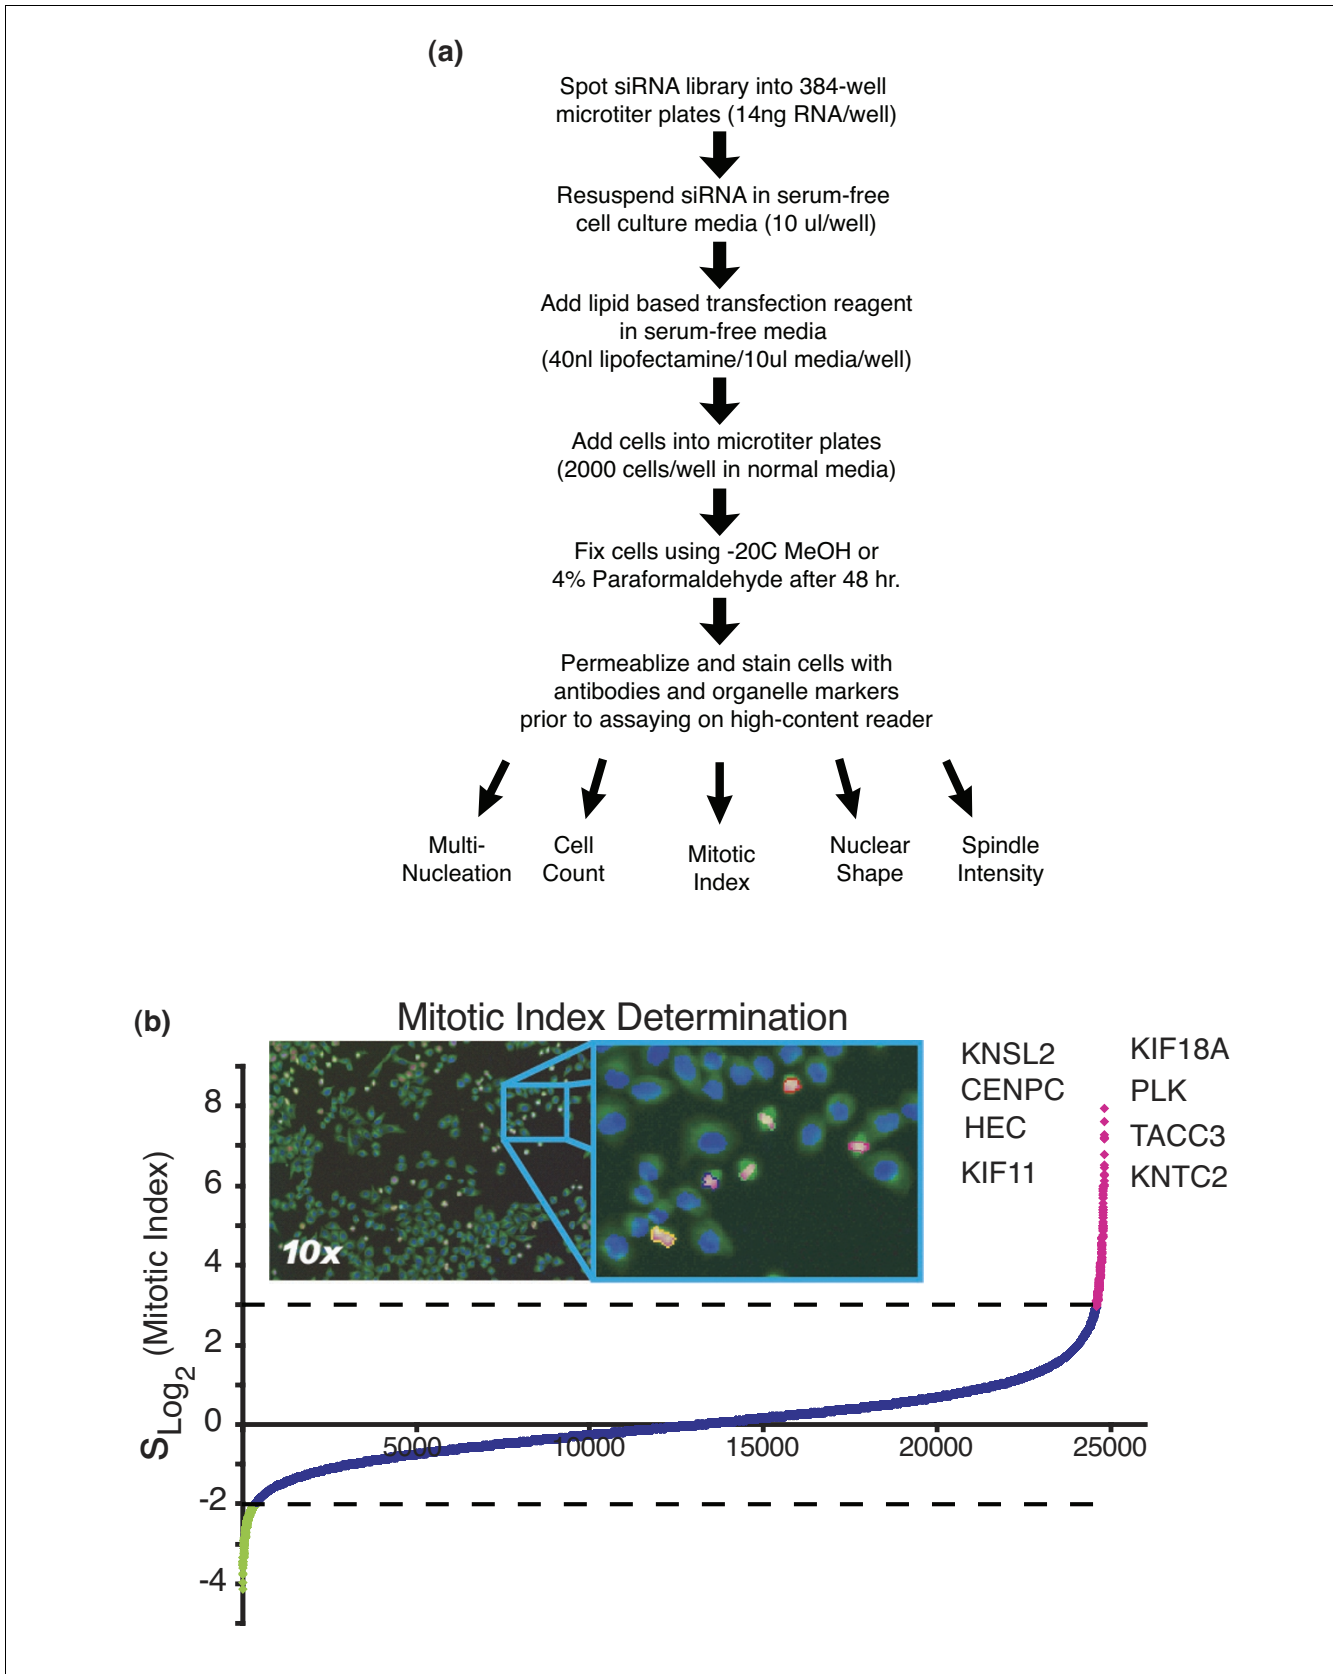 (a)
Spot siRNA library into 384-well
microtiter plates (14ng RNA/well)
Resuspend siRNA in serum-free
cell culture media (10 ul/well)
Add lipid based transfection reagent
in serum-free media
(40nl lipofectamine/10ul media/well)
Add cells into microtiter plates
(2000 cells/well in normal media)
Fix cells using -20C MeOH or
4% Paraformaldehyde after 48 hr.
Permeablize and stain cells with
antibodies and organelle markers
prior to assaying on high-content reader
Multi-
Nucleation
Cell
Count
Mitotic
Index
Nuclear
Shape
Spindle
Intensity
(b)
Mitotic Index Determination
KNSL2
CENPC
HEC
KIF11
KIF18A
PLK
TACC3
KNTC2
10x
SLog2 (Mitotic Index)
8
6
4
2
0
-2
-4
5000
10000
15000
20000
25000